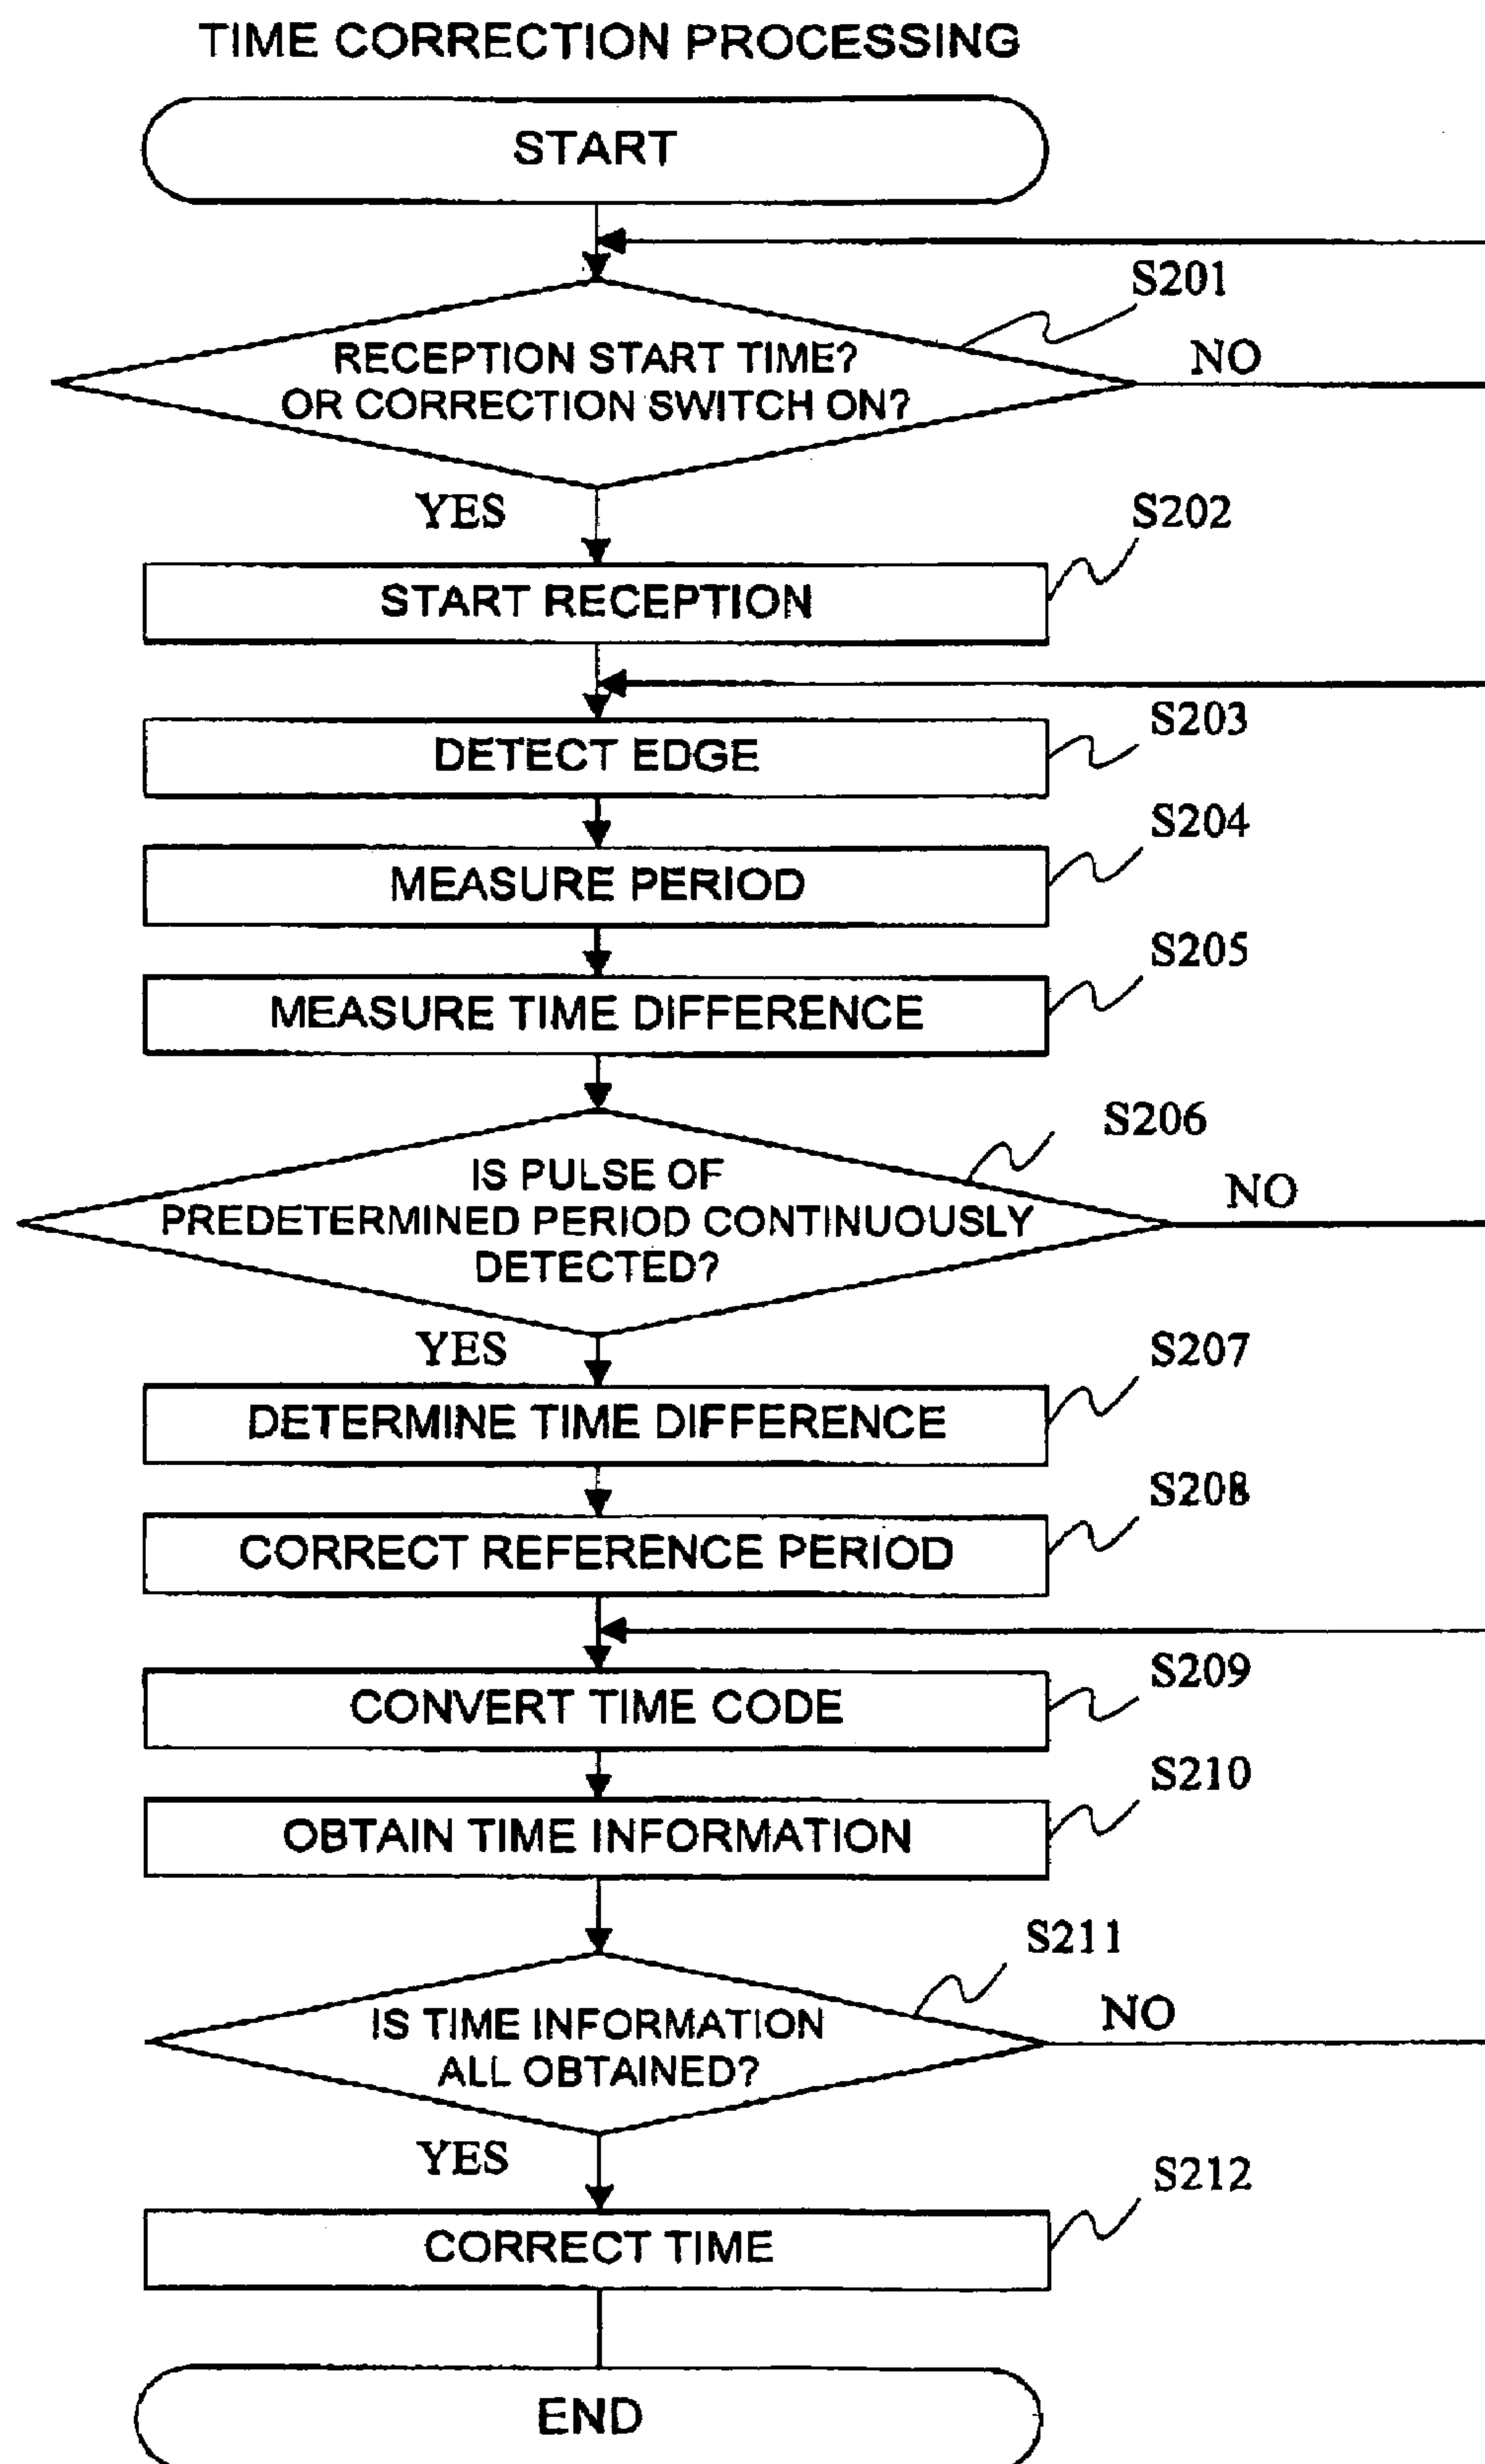 TIME CORRECTION PROCESSING
START
S201
RECEPTION START TIME?
OR CORRECTION SWITCH ON?
NO
YES
S202
START RECEPTION
S203
DETECT EDGE
S204
MEASURE PERIOD
S205
MEASURE TIME DIFFERENCE
S206
IS PULSE OF
PREDETERMINED PERIOD CONTINUOUSLY
DETECTED?
NO
YES
S207
DETERMINE TIME DIFFERENCE
S208
CORRECT REFERENCE PERIOD
S209
CONVERT TIME CODE
S210
OBTAIN TIME INFORMATION
S211
IS TIME INFORMATION
ALL OBTAINED?
NO
YES
S212
CORRECT TIME
END